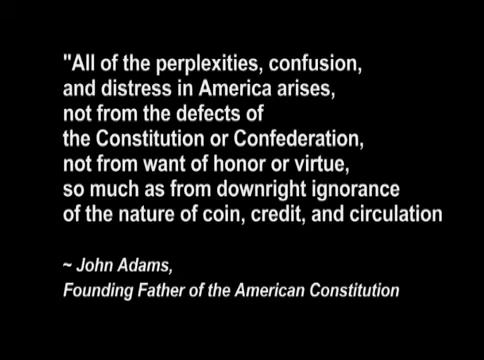 "All of the perplexities, confusion,
and distress in America arises,
not from the defects of
the Constitution or Confederation,
not from want of honor or virtue,
so much as from downright ignorance
of the nature of coin, credit, and circulation
~ John Adams,
Founding Father of the American Constitution